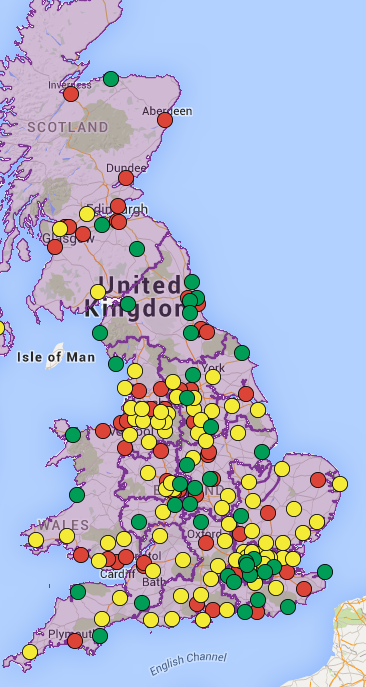 Inverness
Aberdeen
SCOTLAND
Dundee
Edinburgh
Glasgow
United
Kingdom
Isle of Man
York
WALES
Oxford
Cardiff
Bath
Plymouth
English Channel